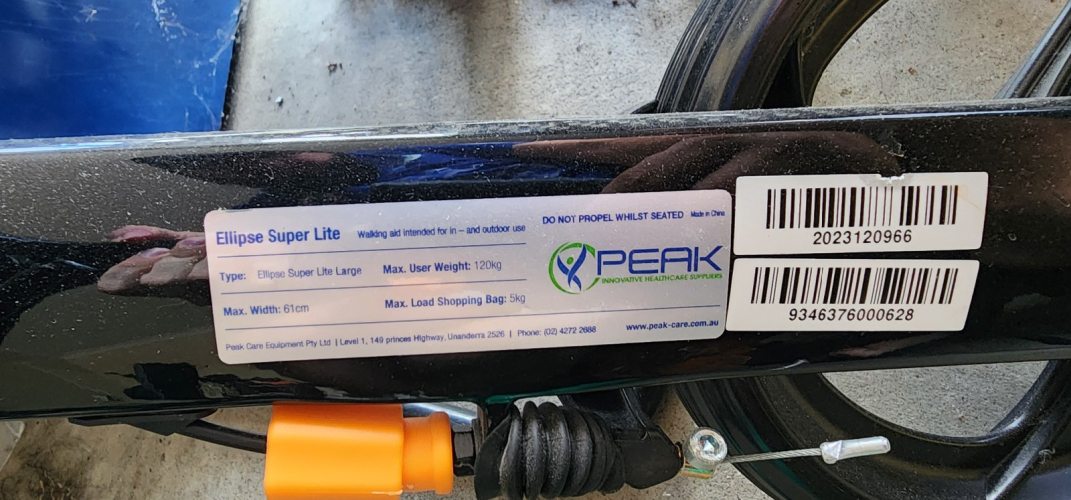 Ellipse Super Lite Walking aid intended for in – and outdoor use
DO NOT PROPEL WHILST SEATED Made in China
Type: Ellipse Super Lite Large Max. User Weight: 120kg
PEAK
INNOVATIVE HEALTHCARE SUPPLIERS
Max. Width: 61cm Max. Load Shopping Bag: 5kg
Peak Care Equipment Pty Ltd | Level 1, 149 princes Highway, Unanderra 2526 | Phone: (02) 4272 2688 www.peak-care.com.au
2023120966
9346376000628